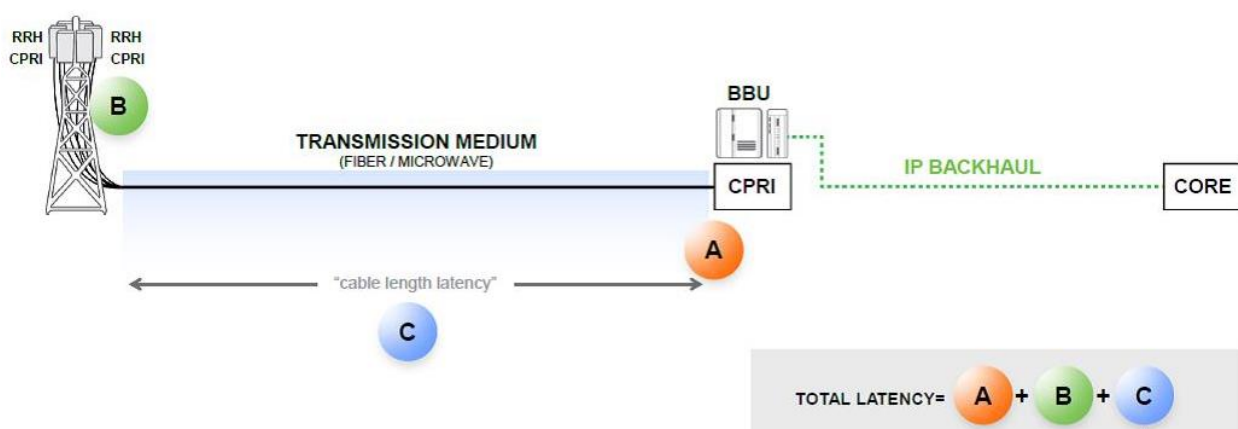 RRH RRH
CPRI CPRI
B
BBU
TRANSMISSION MEDIUM
(FIBER / MICROWAVE)
IP BACKHAUL
CPRI
CORE
A
"cable length latency"
C
TOTAL LATENCY= A + B + C